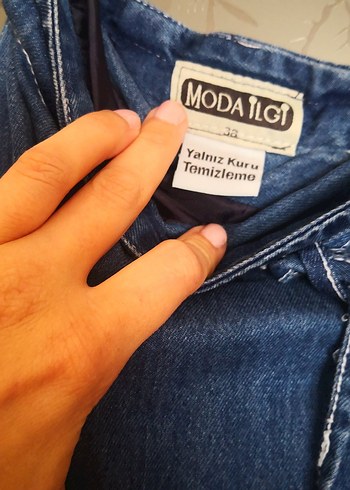 MODA İLGİ
38
Yalnız Kuru
Temizleme